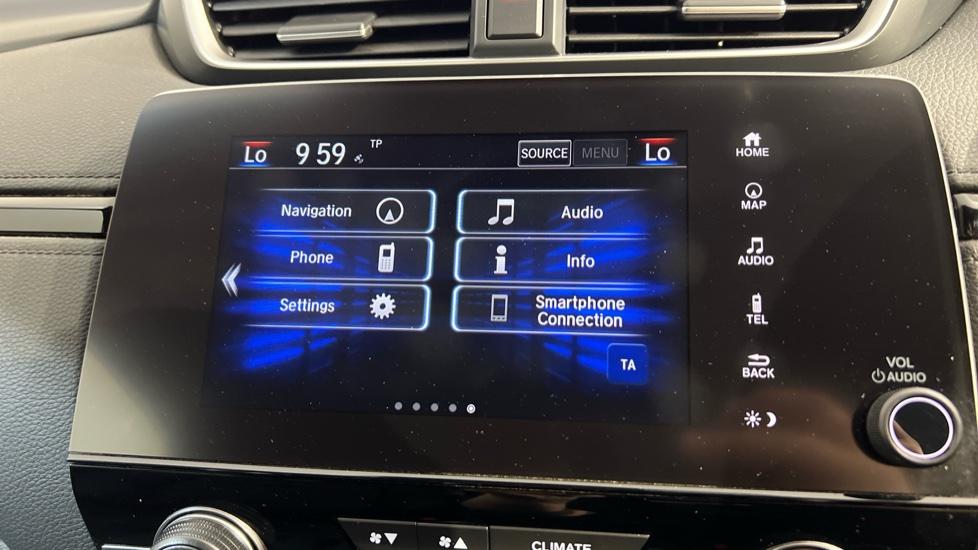 Lo 9 59 TP SOURCE MENU Lo
Navigation
Audio
Phone
Info
Settings
Smartphone
Connection
TA
HOME
MAP
AUDIO
TEL
BACK
VOL
AUDIO
CLIMATE